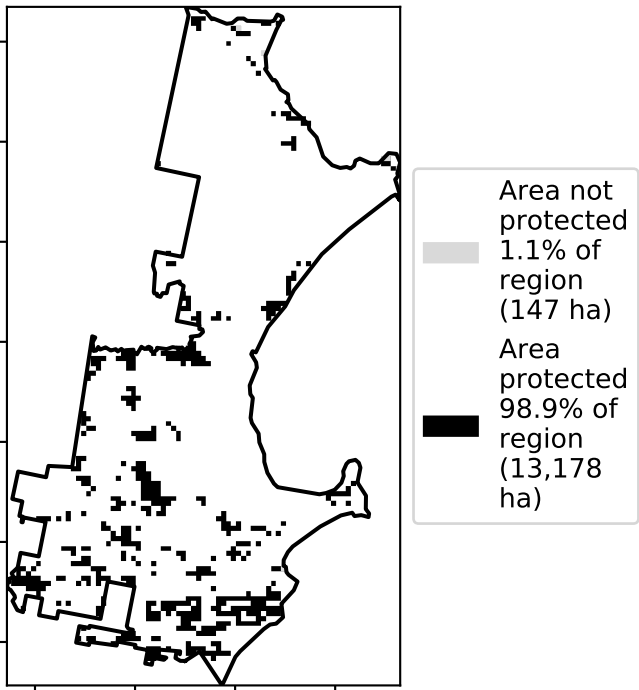 Area not
protected
1.1% of
region
(147 ha)
Area
protected
98.9% of
region
(13,178
ha)